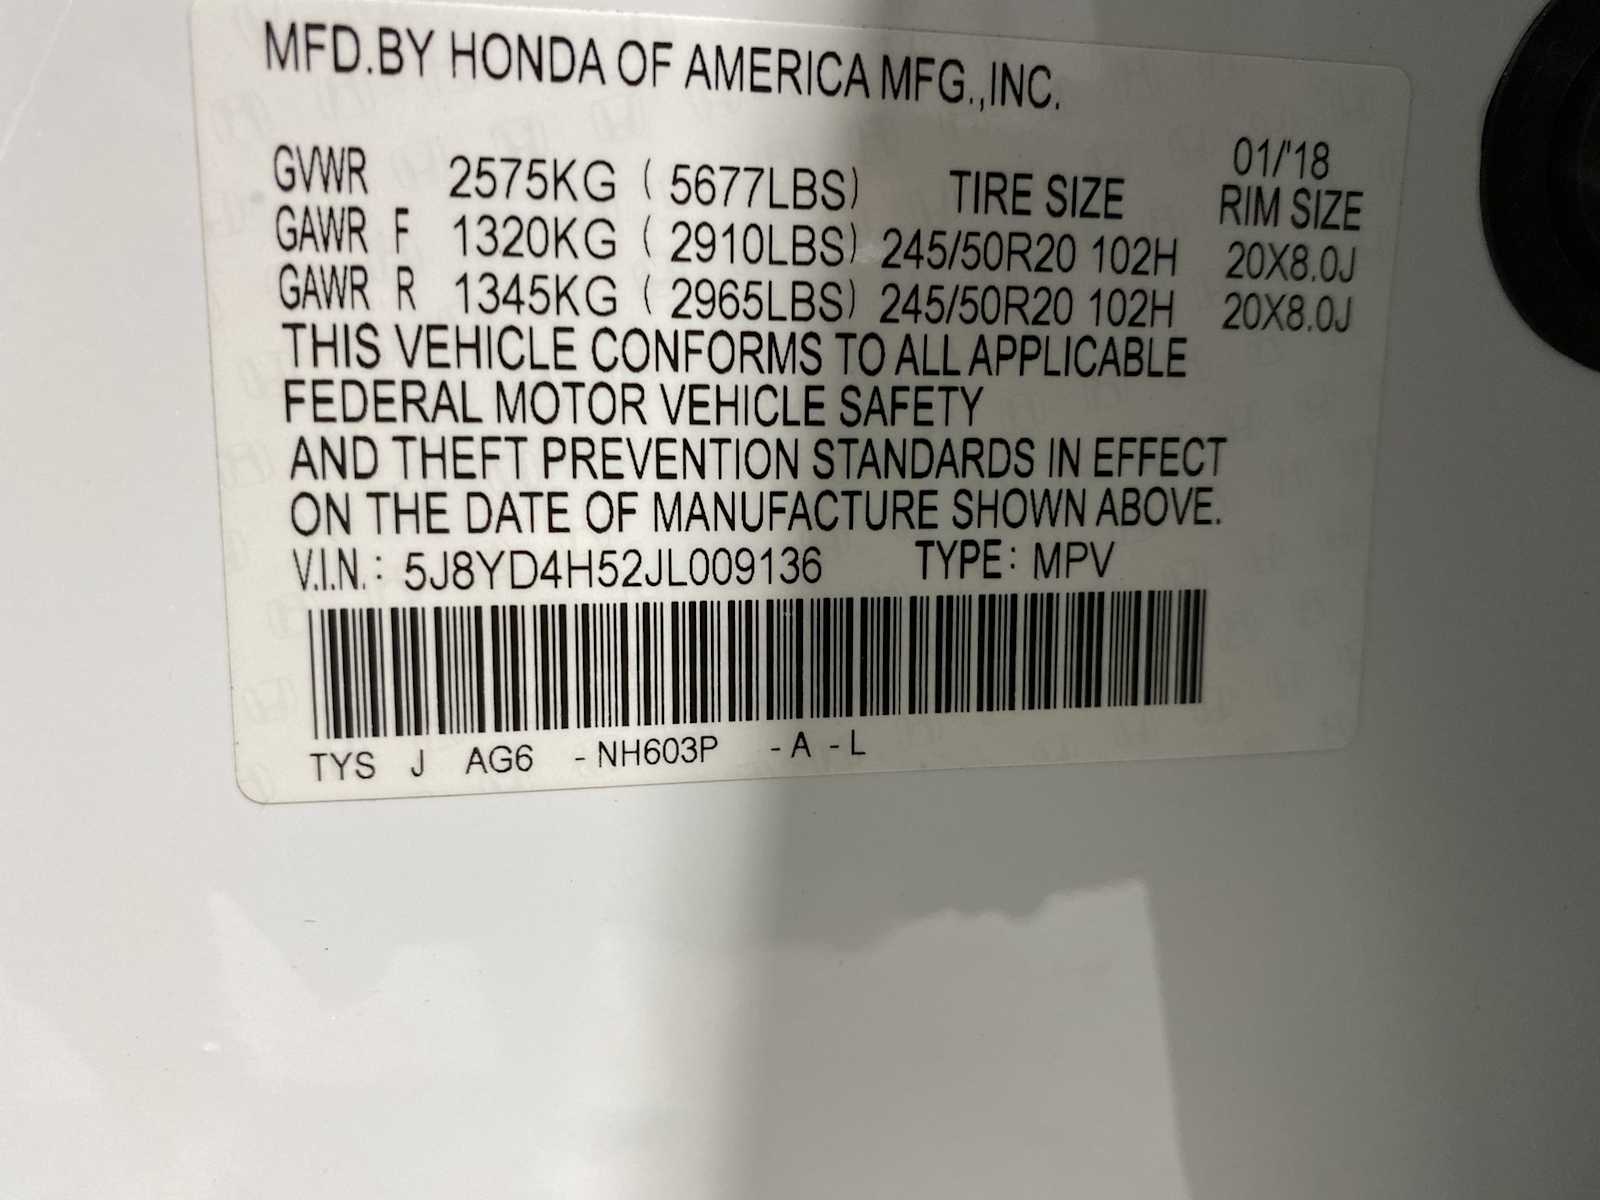 MFD.BY HONDA OF AMERICA MFG.,INC.
01/'18
GVWR 2575KG ( 5677LBS) TIRE SIZE RIM SIZE
GAWR F 1320KG ( 2910LBS) 245/50R20 102H 20X8.0J
GAWR R 1345KG ( 2965LBS) 245/50R20 102H 20X8.0J
THIS VEHICLE CONFORMS TO ALL APPLICABLE
FEDERAL MOTOR VEHICLE SAFETY
AND THEFT PREVENTION STANDARDS IN EFFECT
ON THE DATE OF MANUFACTURE SHOWN ABOVE.
V.I.N.: 5J8YD4H52JL009136 TYPE: MPV
TYS J AG6 - NH603P - A - L